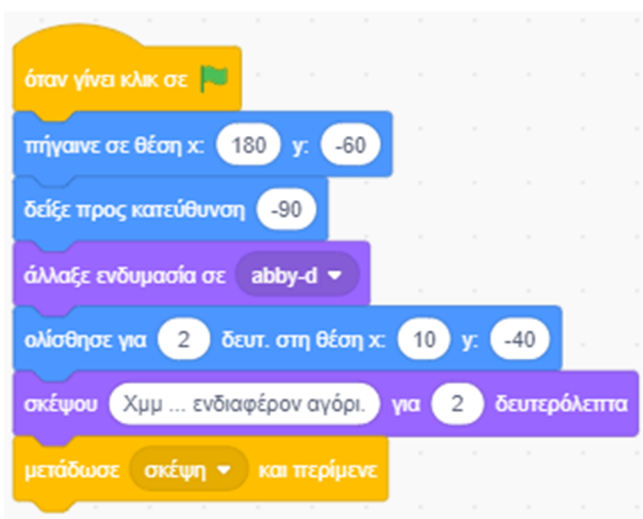 όταν γίνει κλικ σε
πήγαινε σε θέση x: 180 y: -60
δείξε προς κατεύθυνση -90
άλλαξε ενδυμασία σε abby-d
ολίσθησε για 2 δευτ. στη θέση x: 10 y: -40
σκέψου Χμμ ... ενδιαφέρον αγόρι. για 2 δευτερόλεπτα
μετάδωσε σκέψη και περίμενε